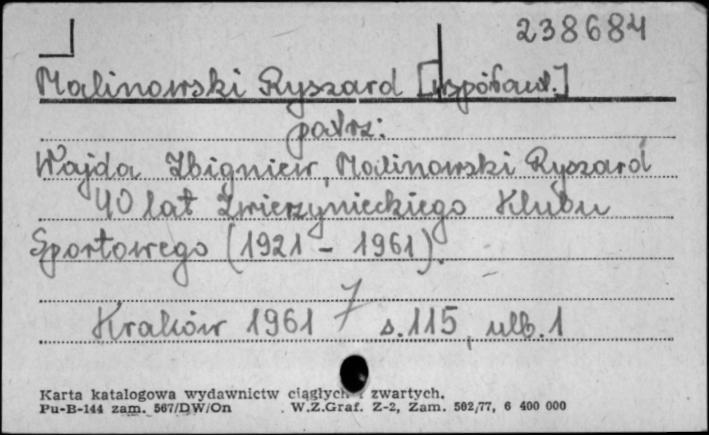 238684
Malinowski Ryszard [współaut.]
patrz:
Wajda Zbigniew, Malinowski Ryszard
40 lat Zwierzynieckiego Klubu
Sportowego (1921 - 1961).
Kraków 1961 7 s.115, nlb.1
Karta katalogowa wydawnictw ciągłych i zwartych.
Pu-B-144 zam. 567/DW/On W.Z.Graf. Z-2, Zam. 502/77, 6 400 000